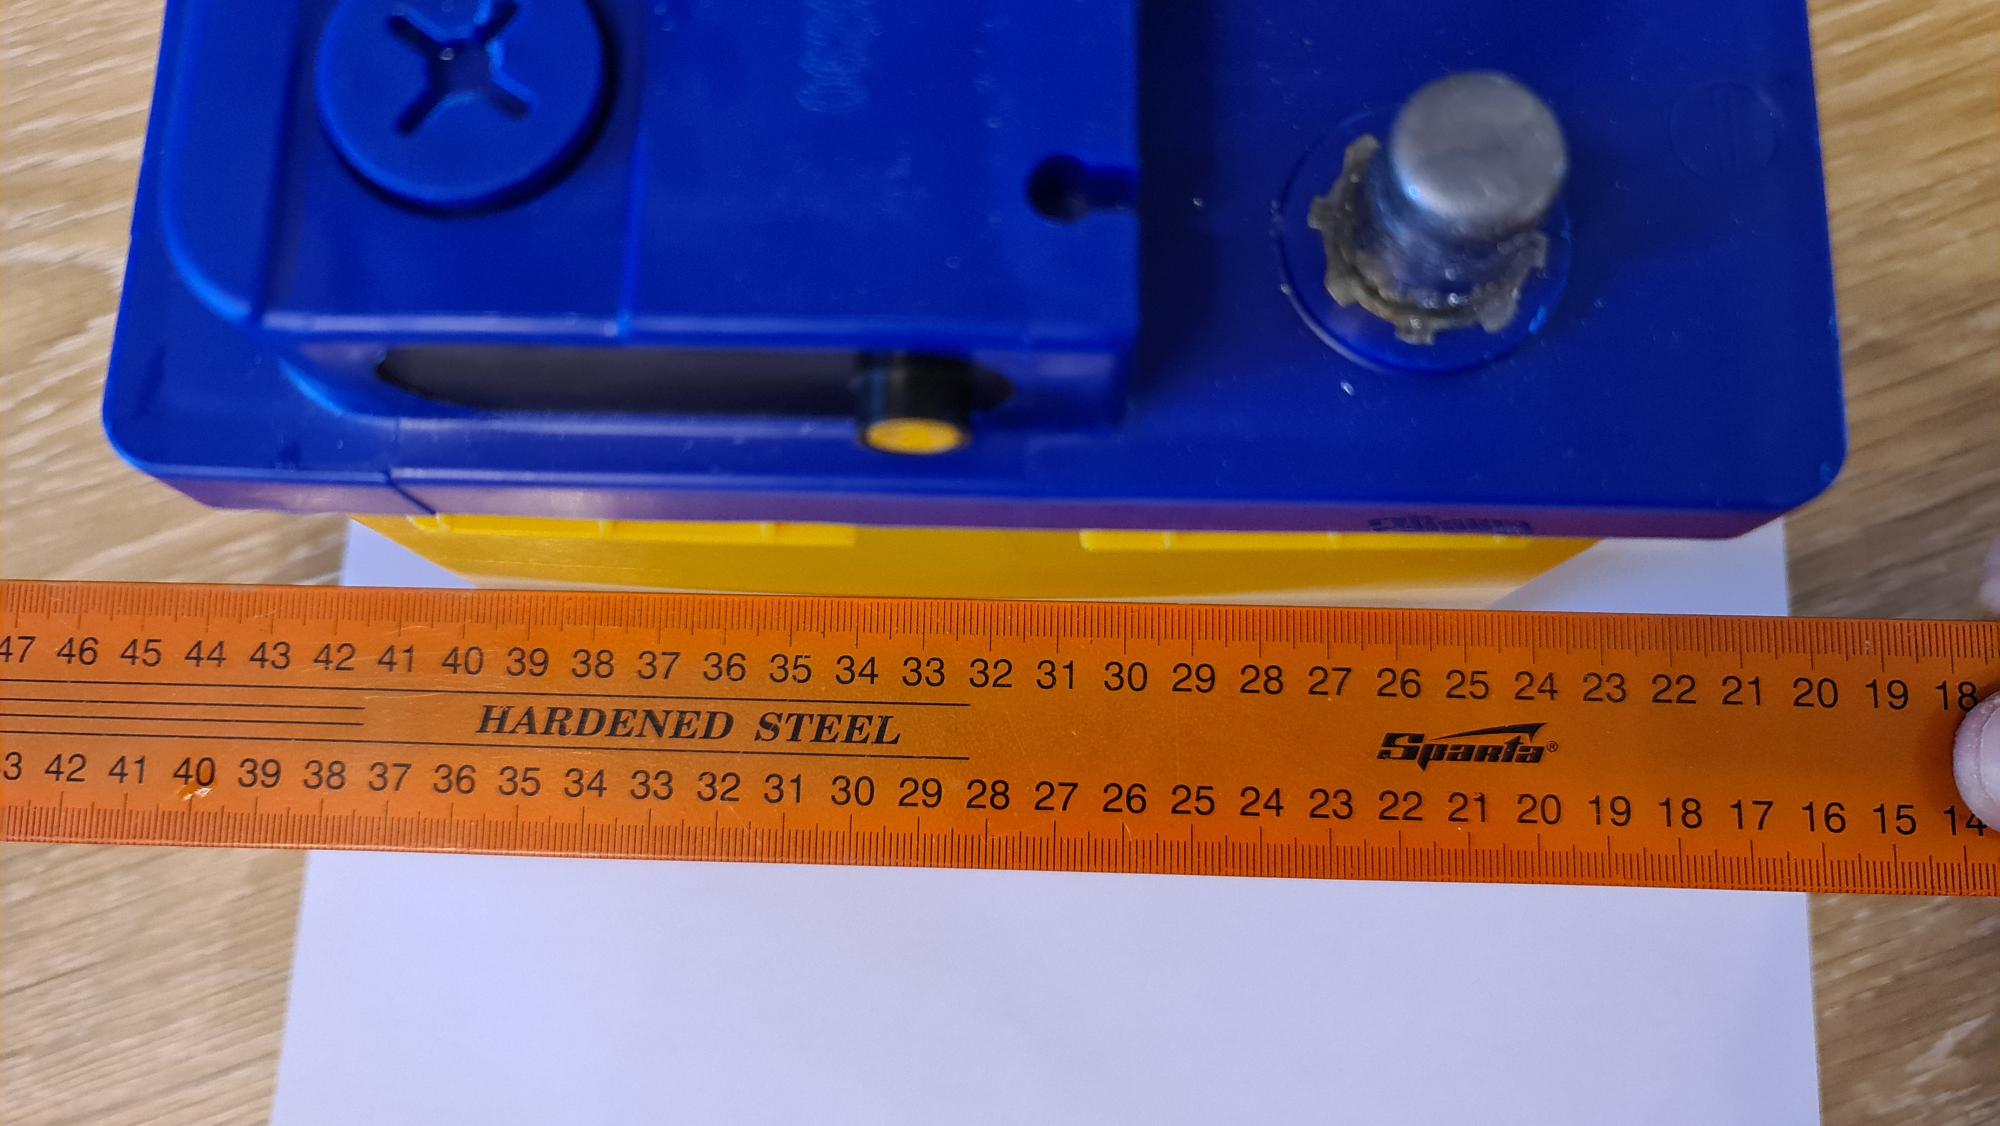 47 46 45 44 43 42 41 40 39 38 37 36 35 34 33 32 31 30 29 28 27 26 25 24 23 22 21 20 19 18
HARDENED STEEL
Sparta®
3 42 41 40 39 38 37 36 35 34 33 32 31 30 29 28 27 26 25 24 23 22 21 20 19 18 17 16 15 14